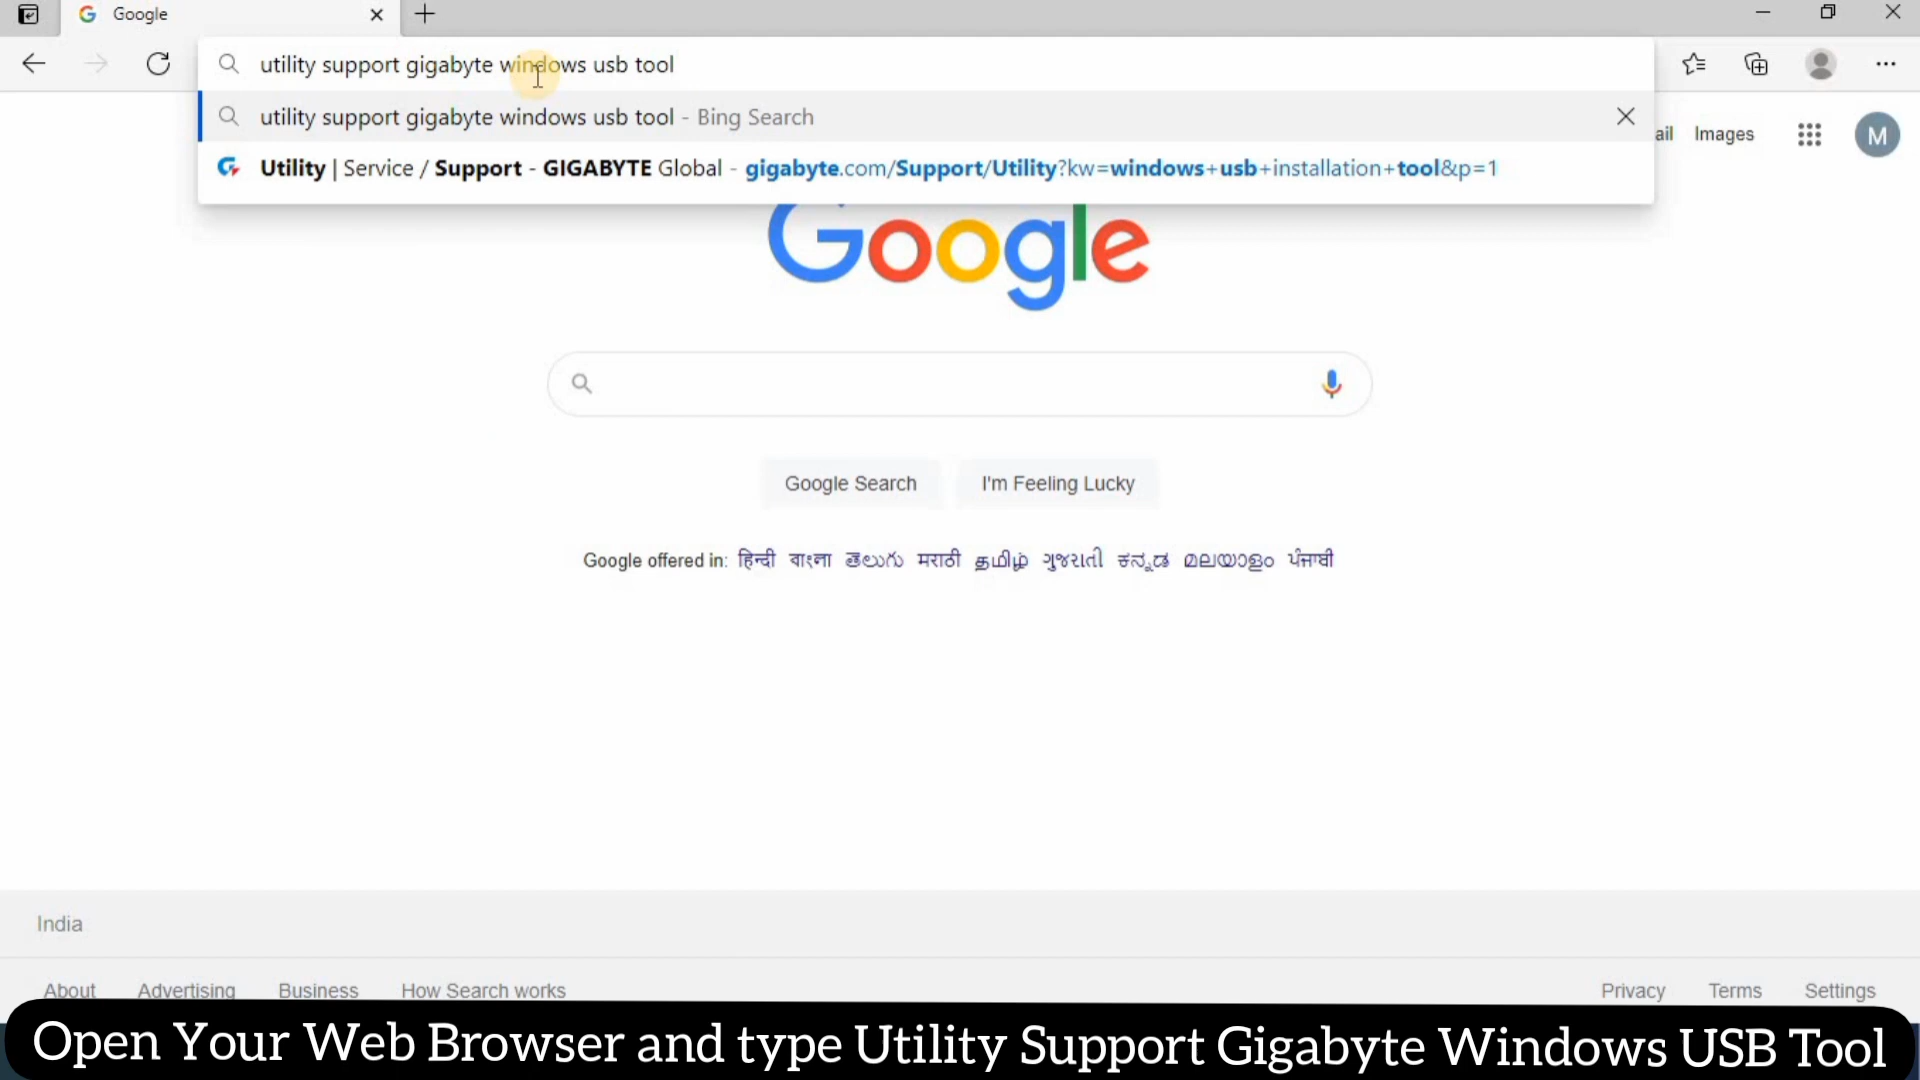 Google
utility support gigabyte windows usb tool
utility support gigabyte windows usb tool - Bing Search
Utility | Service / Support - GIGABYTE Global - gigabyte.com/Support/Utility?kw=windows+usb+installation+tool&p=1
ail Images
M
Google
Google Search I'm Feeling Lucky
Google offered in: हिन्दी বাংলা తెలుగు मराठी தமிழ் ગુજરાતી ಕನ್ನಡ മലയാളം ਪੰਜਾਬੀ
India
About Advertising Business How Search works Privacy Terms Settings
Open Your Web Browser and type Utility Support Gigabyte Windows USB Tool